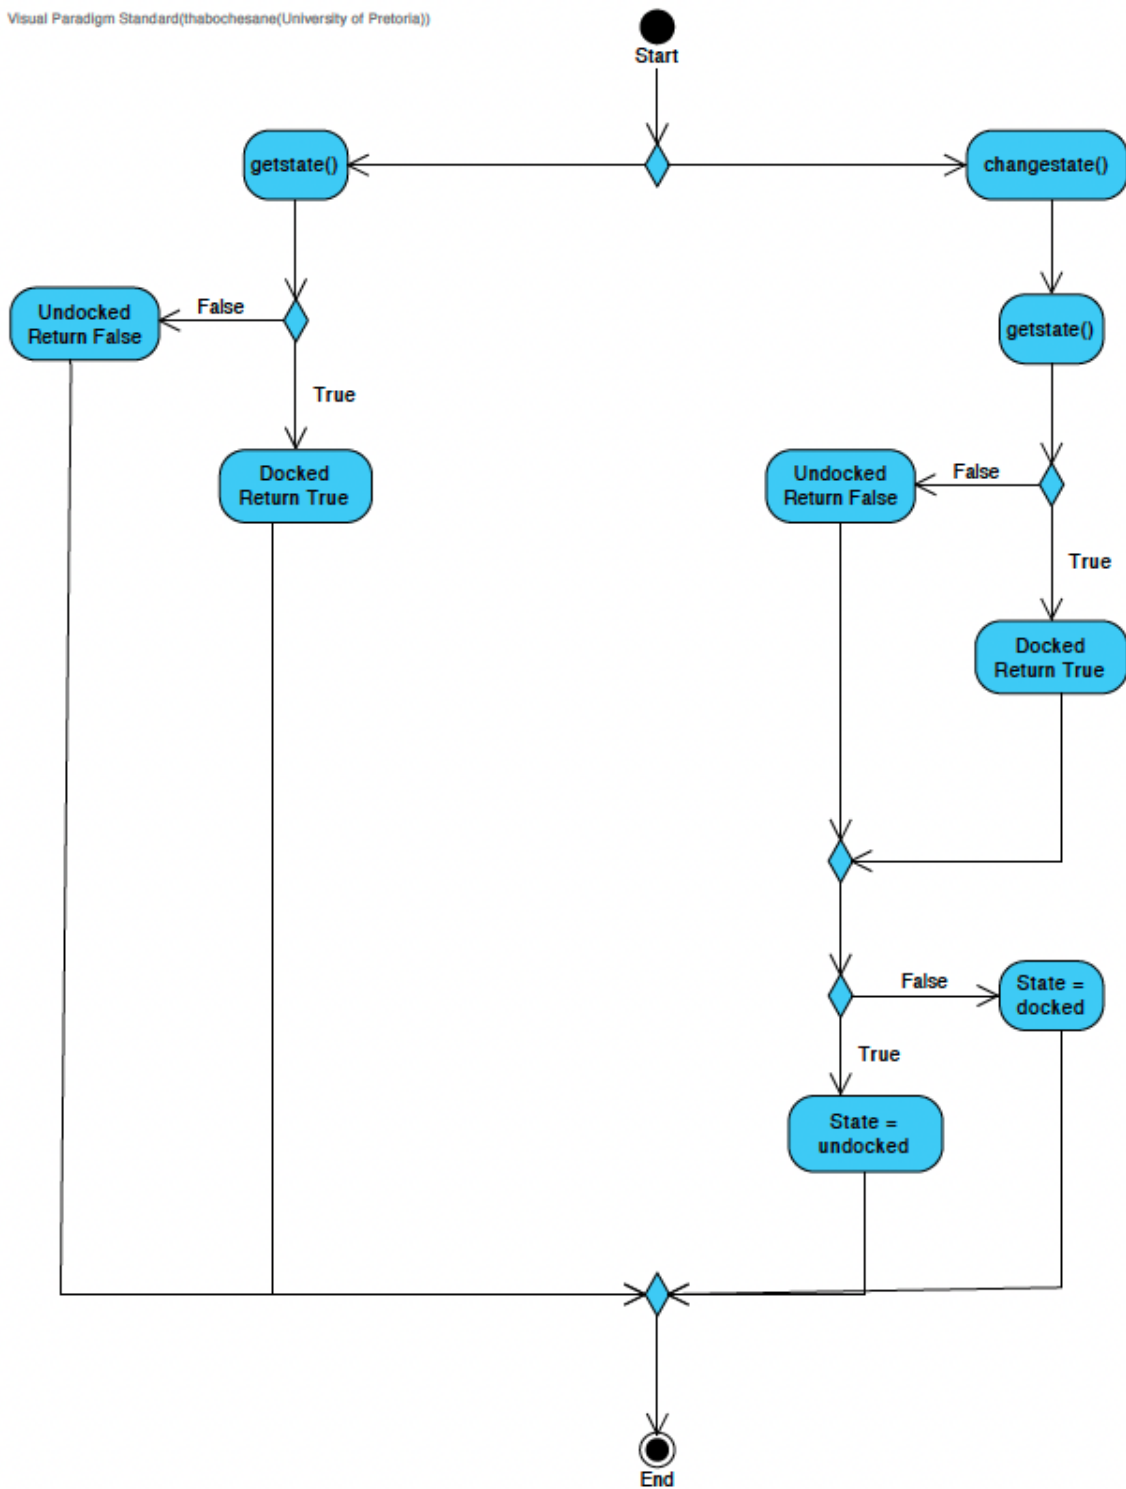 Visual Paradigm Standard(thabochesane(University of Pretoria))
Start
getstate()
changestate()
Undocked
Return False
False
getstate()
True
Docked
Return True
Undocked
Return False
False
True
Docked
Return True
False
State =
docked
True
State =
undocked
End